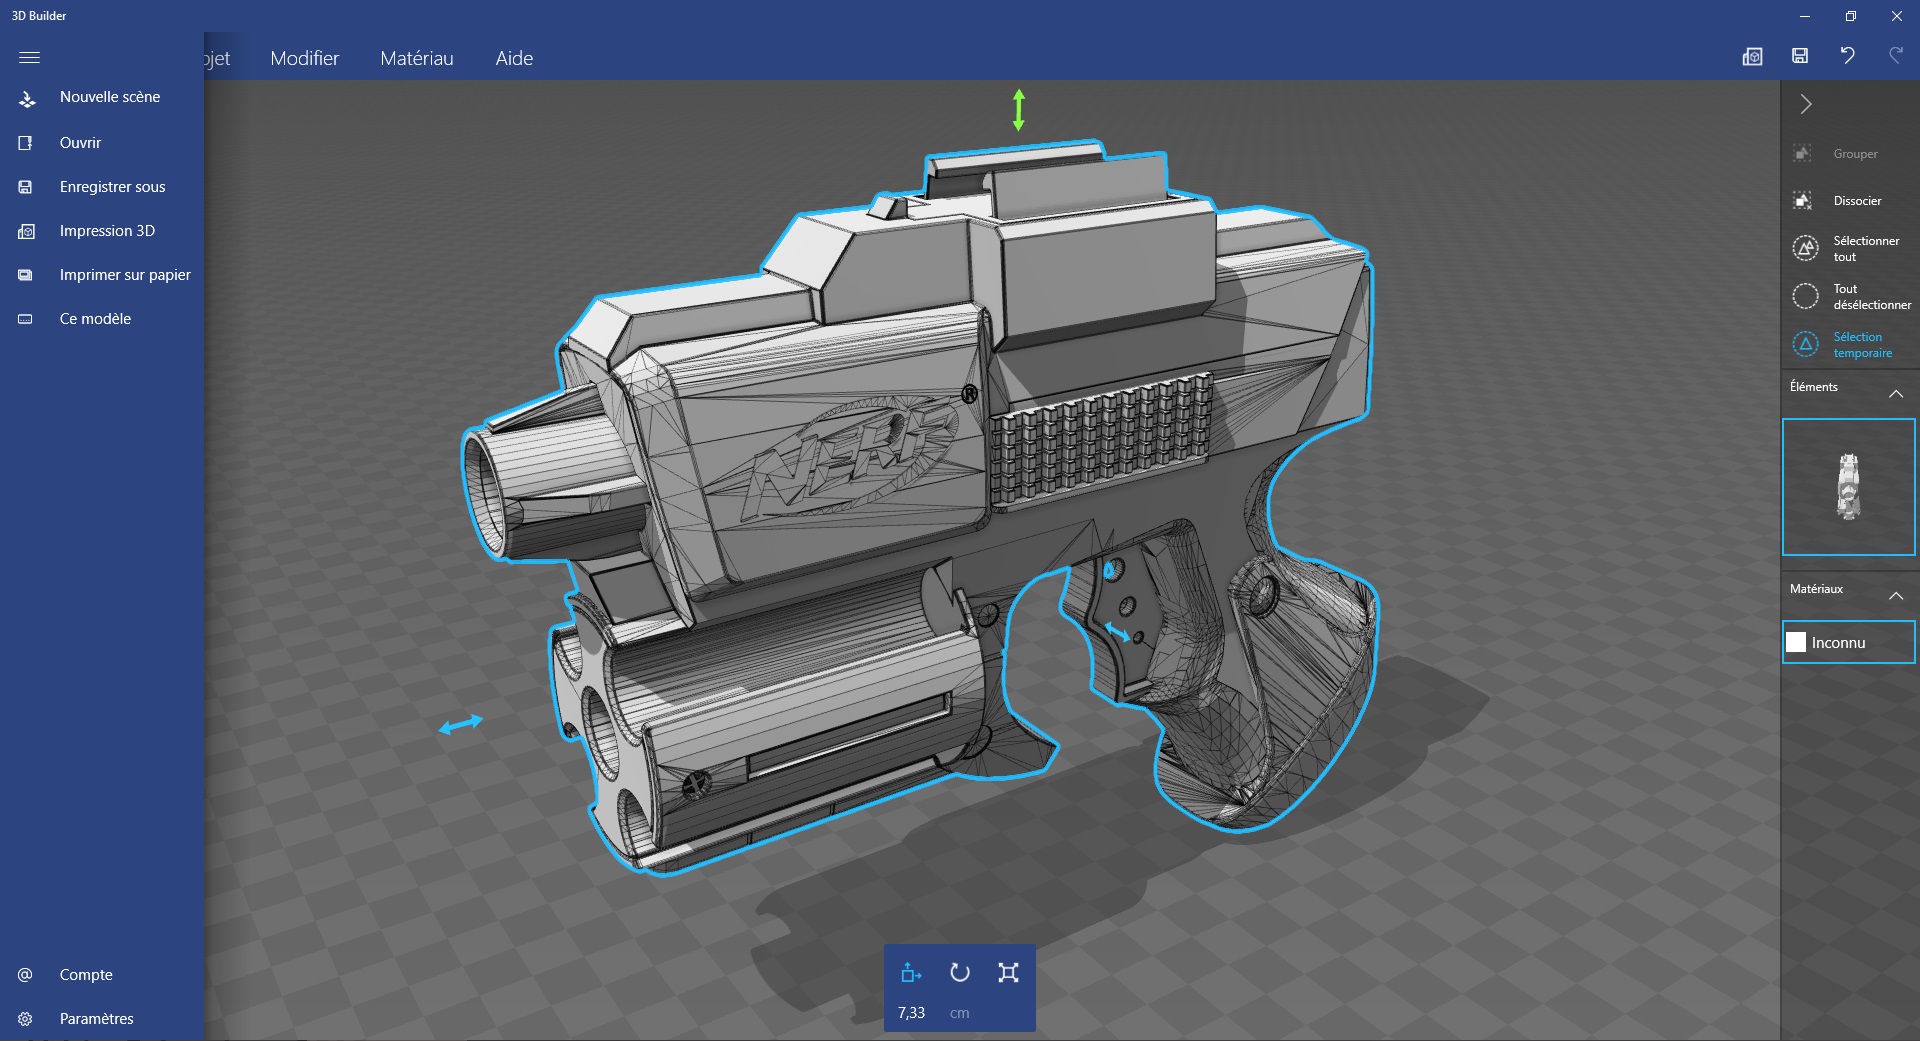 3D Builder
bjet
Modifier
Matériau
Aide
Nouvelle scène
Ouvrir
Enregistrer sous
Impression 3D
Imprimer sur papier
Ce modèle
Compte
Paramètres
NERF
®
7,33
cm
Grouper
Dissocier
Sélectionner
tout
Tout
désélectionner
Sélection
temporaire
Éléments
Matériaux
Inconnu